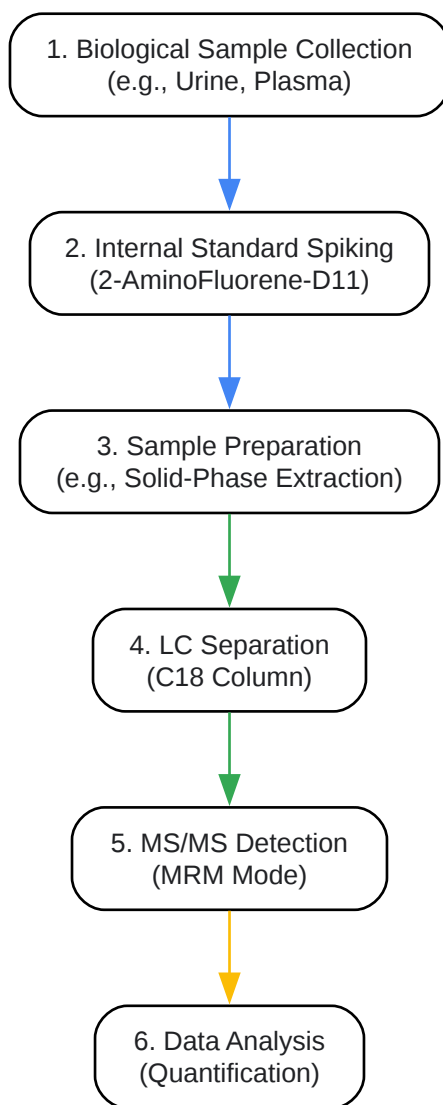 1. Biological Sample Collection
(e.g., Urine, Plasma)
2. Internal Standard Spiking
(2-AminoFluorene-D11)
3. Sample Preparation
(e.g., Solid-Phase Extraction)
4. LC Separation
(C18 Column)
5. MS/MS Detection
(MRM Mode)
6. Data Analysis
(Quantification)